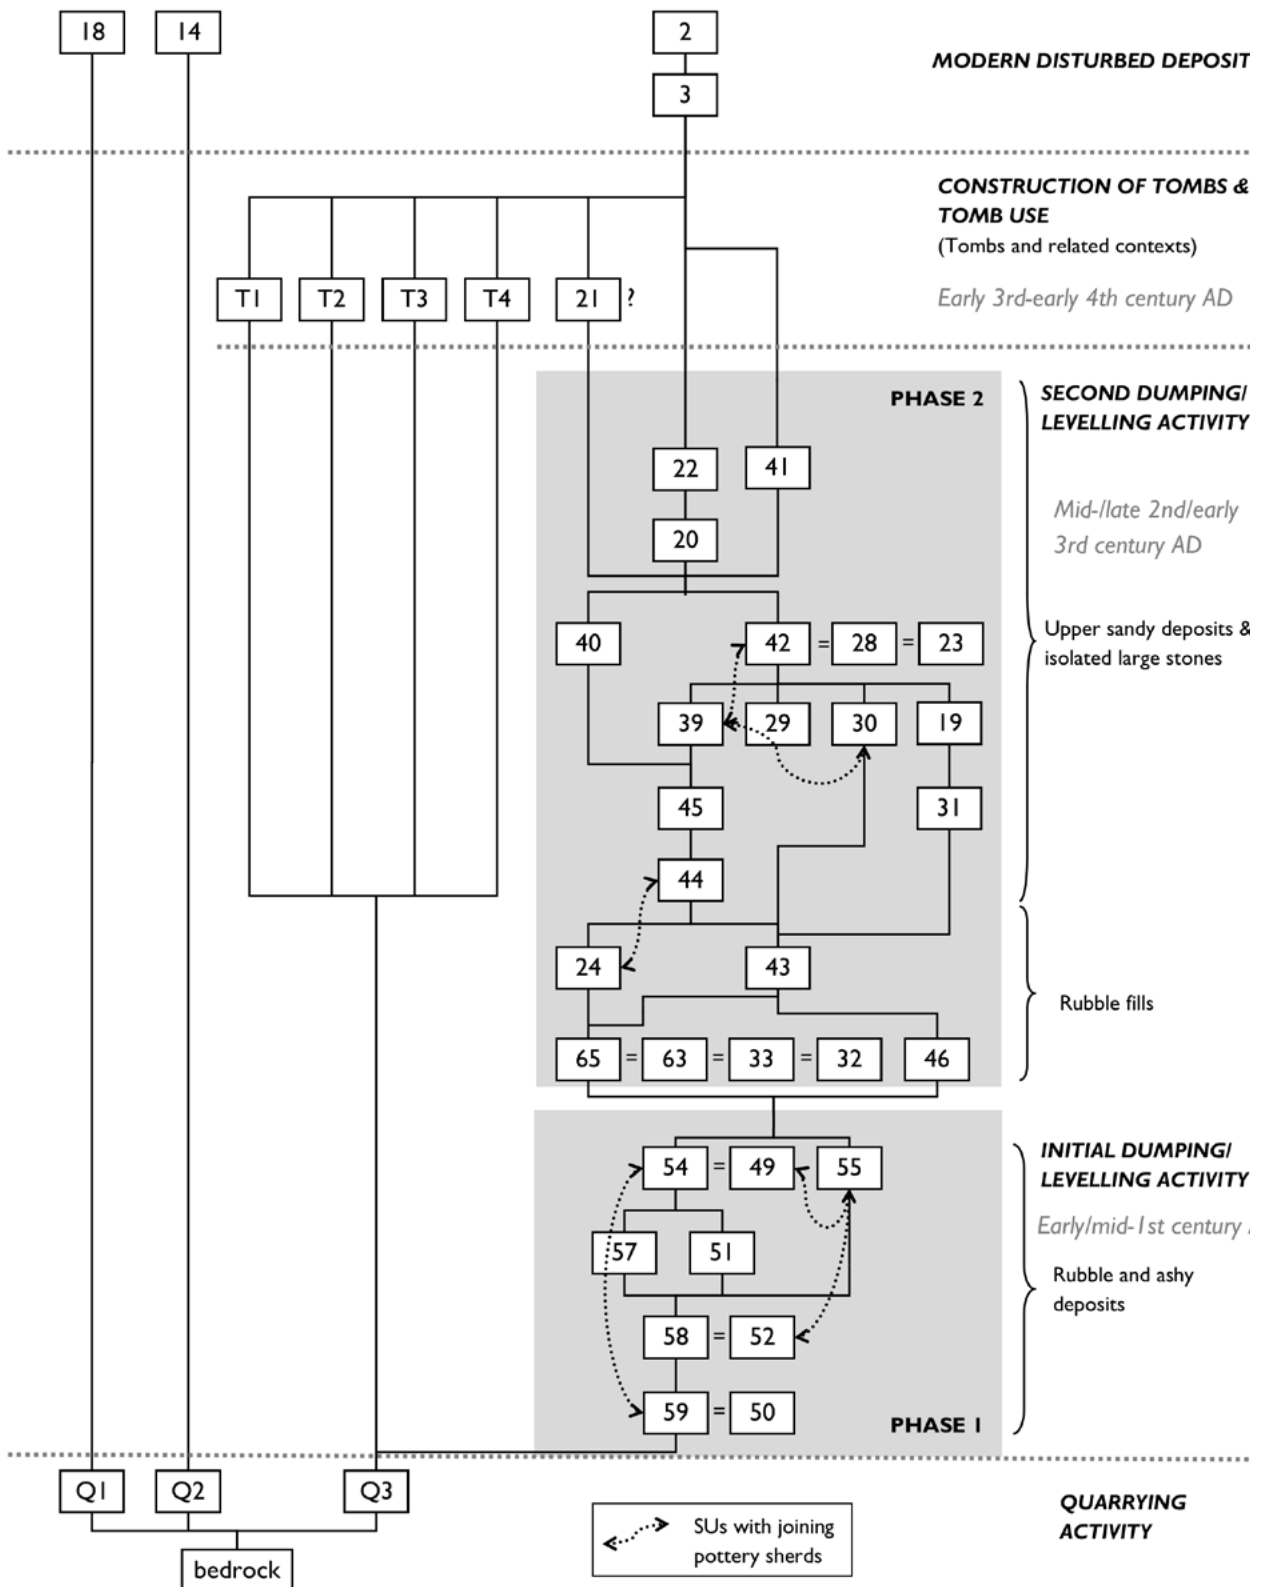 18 14 2
MODERN DISTURBED DEPOSIT
3
CONSTRUCTION OF TOMBS &
TOMB USE
(Tombs and related contexts)
Early 3rd-early 4th century AD
T1 T2 T3 T4 21 ?
PHASE 2
SECOND DUMPING/
LEVELLING ACTIVITY
22 41
Mid-/late 2nd/early
3rd century AD
20
40 42 = 28 = 23
Upper sandy deposits &
isolated large stones
39 29 30 19
45 31
44
24 43
Rubble fills
65 = 63 = 33 = 32 46
INITIAL DUMPING/
LEVELLING ACTIVITY
54 = 49 55
Early/mid-1st century
57 51
Rubble and ashy
deposits
58 = 52
59 = 50
PHASE 1
Q1 Q2 Q3
QUARRYING
ACTIVITY
SUs with joining
pottery sherds
bedrock